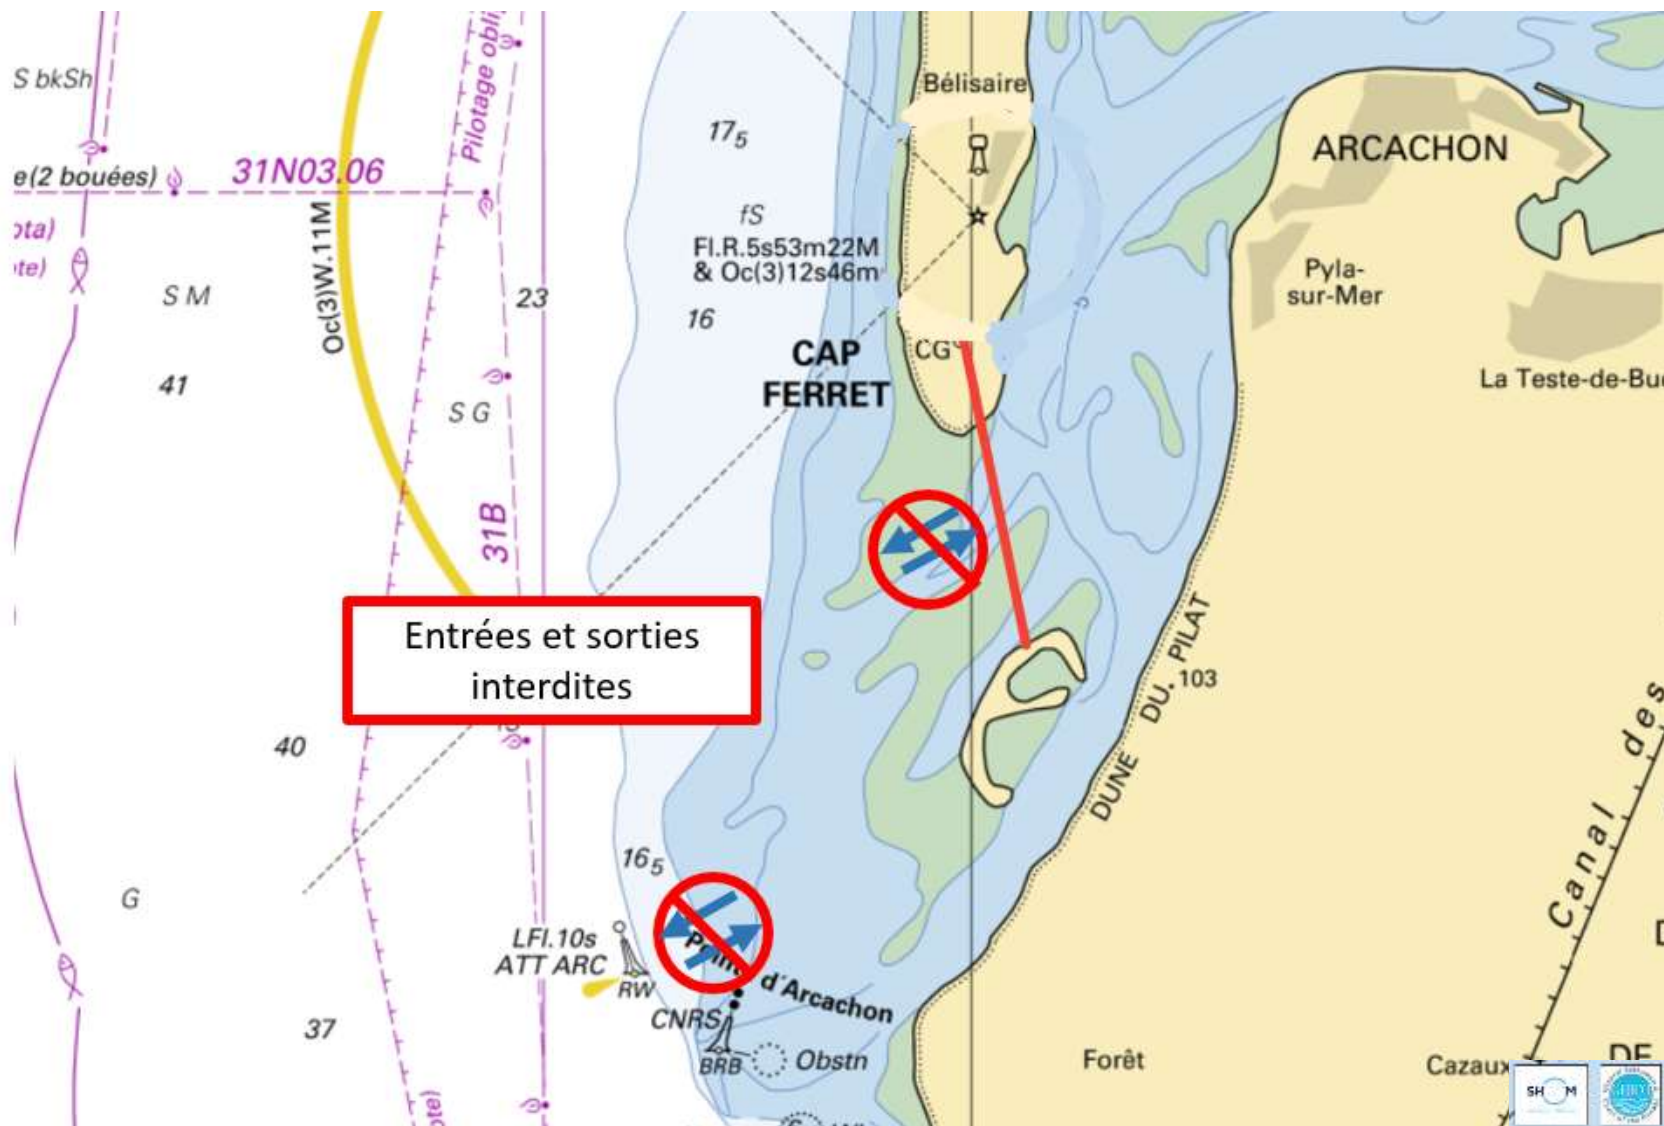 S bkSh
Pilotage obli
Bélisaire
17₅
ARCACHON
e(2 bouées)
31N03.06
ota)
te)
fS
Fl.R.5s53m22M
& Oc(3)12s46m
Oc(3)W.11M
S M
23
16
Pyla-
sur-Mer
CAP
FERRET
CG
41
S G
La Teste-de-Bu
31B
Entrées et sorties
interdites
DUNE DU PILAT
103
40
Canal des
16₅
G
LFl.10s
ATT ARC
RW
Pointe d'Arcachon
CNRS
BRB
Obstn
37
Forêt
Cazaux
DE
SHOM